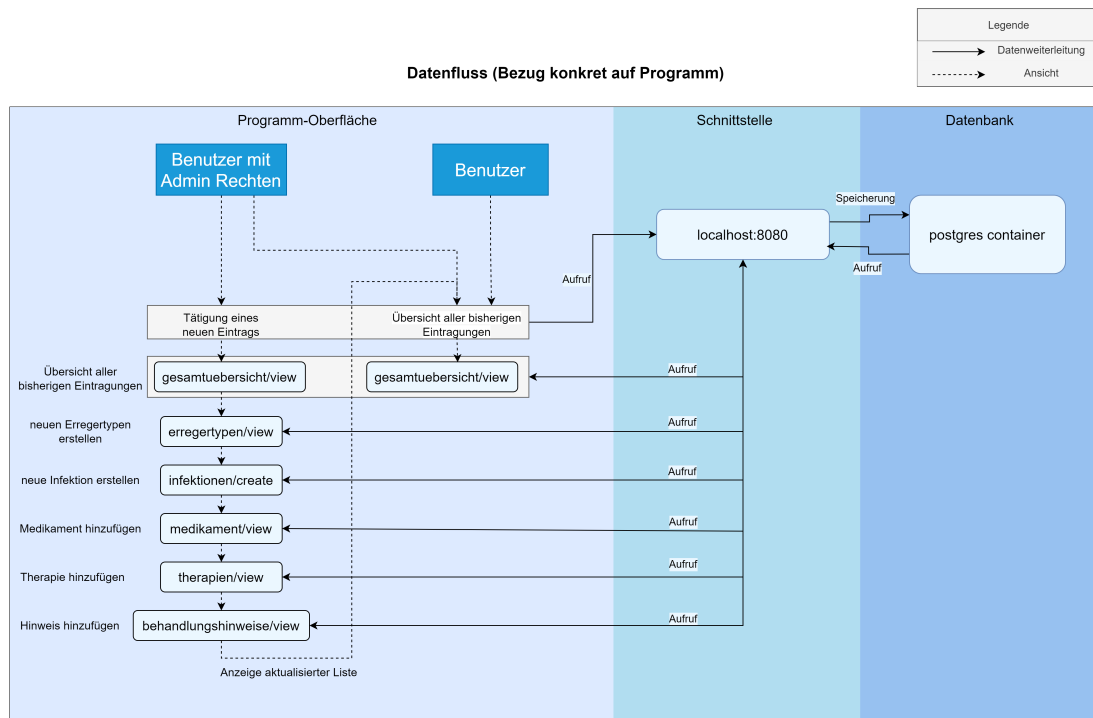 Legende
Datenweiterleitung
Ansicht
Datenfluss (Bezug konkret auf Programm)
Programm-Oberfläche
Schnittstelle
Datenbank
Benutzer mit
Admin Rechten
Benutzer
Speicherung
localhost:8080
postgres container
Aufruf
Aufruf
Tätigung eines
neuen Eintrags
Übersicht aller bisherigen
Eintragungen
Übersicht aller
bisherigen Eintragungen
gesamtuebersicht/view
gesamtuebersicht/view
Aufruf
neuen Erregertypen
erstellen
erregertypen/view
Aufruf
neue Infektion erstellen
infektionen/create
Aufruf
Medikament hinzufügen
medikament/view
Aufruf
Therapie hinzufügen
therapien/view
Aufruf
Hinweis hinzufügen
behandlungshinweise/view
Aufruf
Anzeige aktualisierter Liste